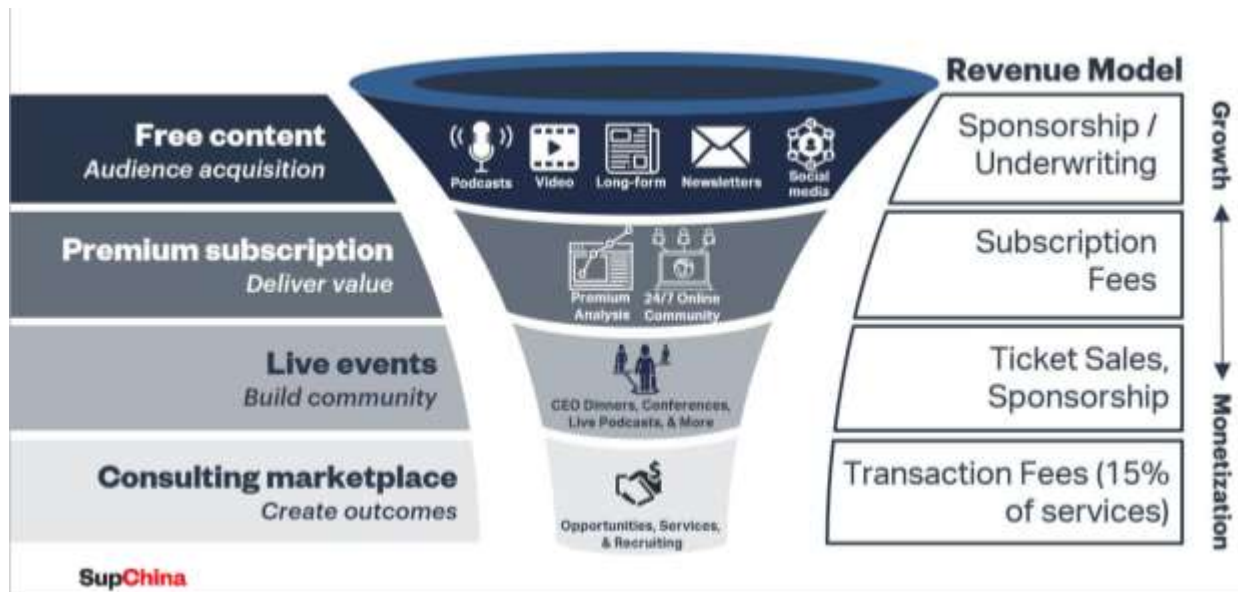 Revenue Model
Free content
Audience acquisition
Podcasts
Video
Long-form
Newsletters
Social
media
Sponsorship /
Underwriting
Premium subscription
Deliver value
Premium
Analysis
24/7 Online
Community
Subscription
Fees
Live events
Build community
CEO Dinners, Conferences,
Live Podcasts, & More
Ticket Sales,
Sponsorship
Consulting marketplace
Create outcomes
Opportunities, Services,
& Recruiting
Transaction Fees (15%
of services)
Growth
Monetization
SupChina